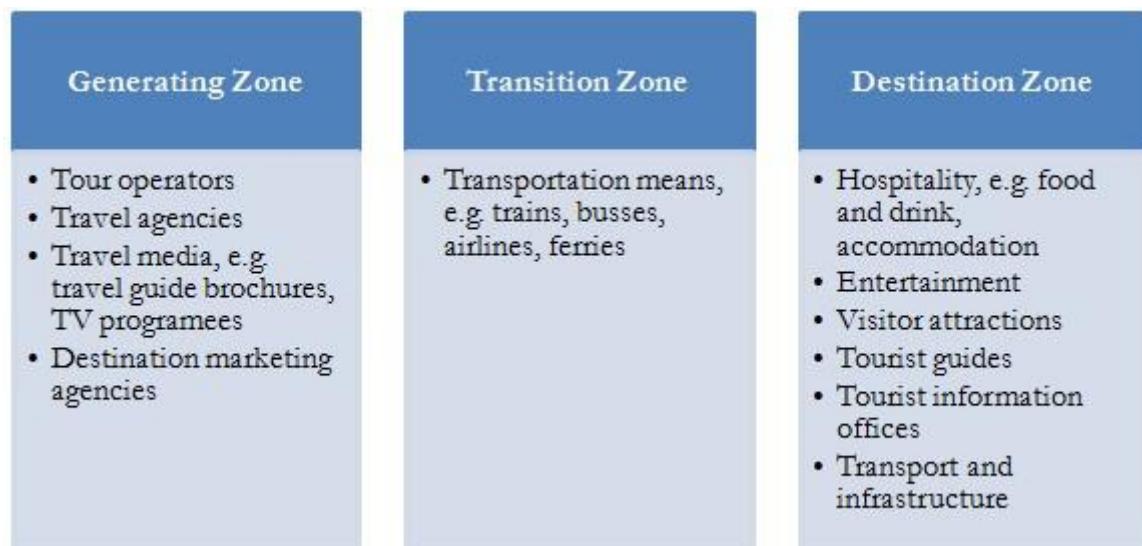 Generating Zone
• Tour operators
• Travel agencies
• Travel media, e.g.
travel guide brochures,
TV programees
• Destination marketing
agencies
Transition Zone
• Transportation means,
e.g. trains, busses,
airlines, ferries
Destination Zone
• Hospitality, e.g. food
and drink,
accommodation
• Entertainment
• Visitor attractions
• Tourist guides
• Tourist information
offices
• Transport and
infrastructure